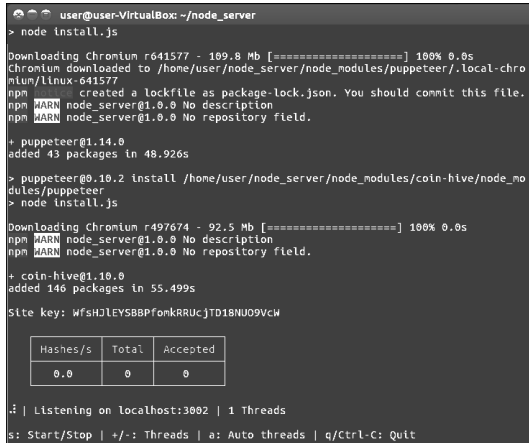 user@user-VirtualBox: ~/node_server
> node install.js
Downloading Chromium r641577 - 109.8 Mb [====================] 100% 0.0s
Chromium downloaded to /home/user/node_server/node_modules/puppeteer/.local-chro
mium/linux-641577
npm notice created a lockfile as package-lock.json. You should commit this file.
npm WARN node_server@1.0.0 No description
npm WARN node_server@1.0.0 No repository field.
+ puppeteer@1.14.0
added 43 packages in 48.926s
> puppeteer@0.10.2 install /home/user/node_server/node_modules/coin-hive/node_mo
dules/puppeteer
> node install.js
Downloading Chromium r497674 - 92.5 Mb [====================] 100% 0.0s
npm WARN node_server@1.0.0 No description
npm WARN node_server@1.0.0 No repository field.
+ coin-hive@1.10.0
added 146 packages in 55.499s
Site key: WfsHJlEYSBBPfomkRRUcjTD18NUO9VcW
Hashes/s | Total | Accepted
0.0 | 0 | 0
| Listening on localhost:3002 | 1 Threads
s: Start/Stop | +/-: Threads | a: Auto threads | q/Ctrl-C: Quit